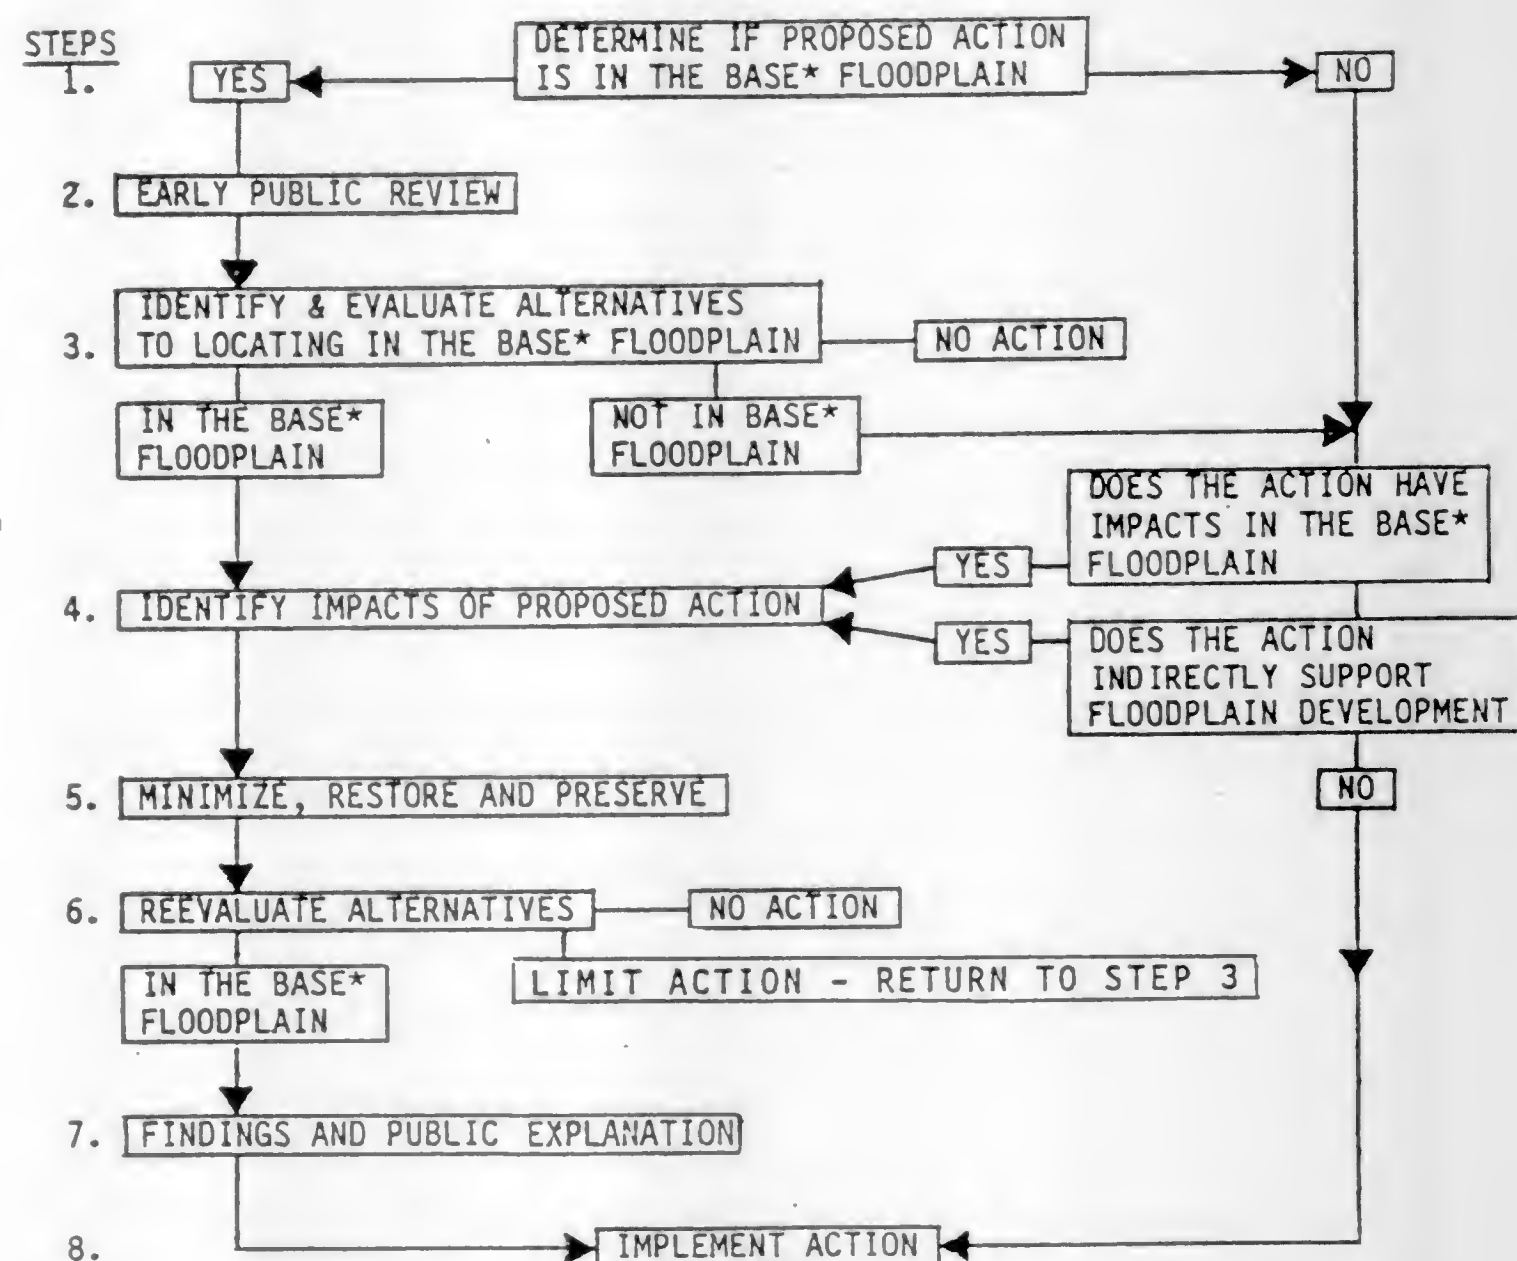 STEPS
1.
DETERMINE IF PROPOSED ACTION
IS IN THE BASE* FLOODPLAIN
YES
NO
2.
EARLY PUBLIC REVIEW
3.
IDENTIFY & EVALUATE ALTERNATIVES
TO LOCATING IN THE BASE* FLOODPLAIN
NO ACTION
IN THE BASE*
FLOODPLAIN
NOT IN BASE*
FLOODPLAIN
DOES THE ACTION HAVE
IMPACTS IN THE BASE*
FLOODPLAIN
YES
4.
IDENTIFY IMPACTS OF PROPOSED ACTION
YES
DOES THE ACTION
INDIRECTLY SUPPORT
FLOODPLAIN DEVELOPMENT
NO
5.
MINIMIZE, RESTORE AND PRESERVE
6.
REEVALUATE ALTERNATIVES
NO ACTION
IN THE BASE*
FLOODPLAIN
LIMIT ACTION - RETURN TO STEP 3
7.
FINDINGS AND PUBLIC EXPLANATION
8.
IMPLEMENT ACTION